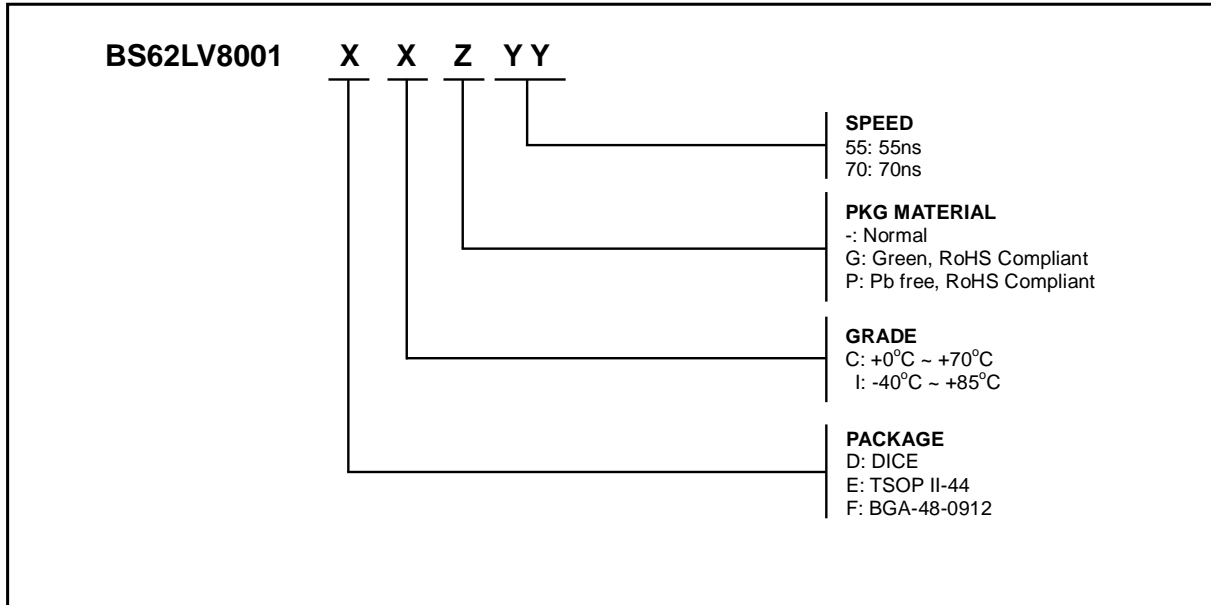 BS62LV8001 X X Z Y Y
SPEED
55: 55ns
70: 70ns
PKG MATERIAL
-: Normal
G: Green, RoHS Compliant
P: Pb free, RoHS Compliant
GRADE
C: +0°C ~ +70°C
I: -40°C ~ +85°C
PACKAGE
D: DICE
E: TSOP II-44
F: BGA-48-0912